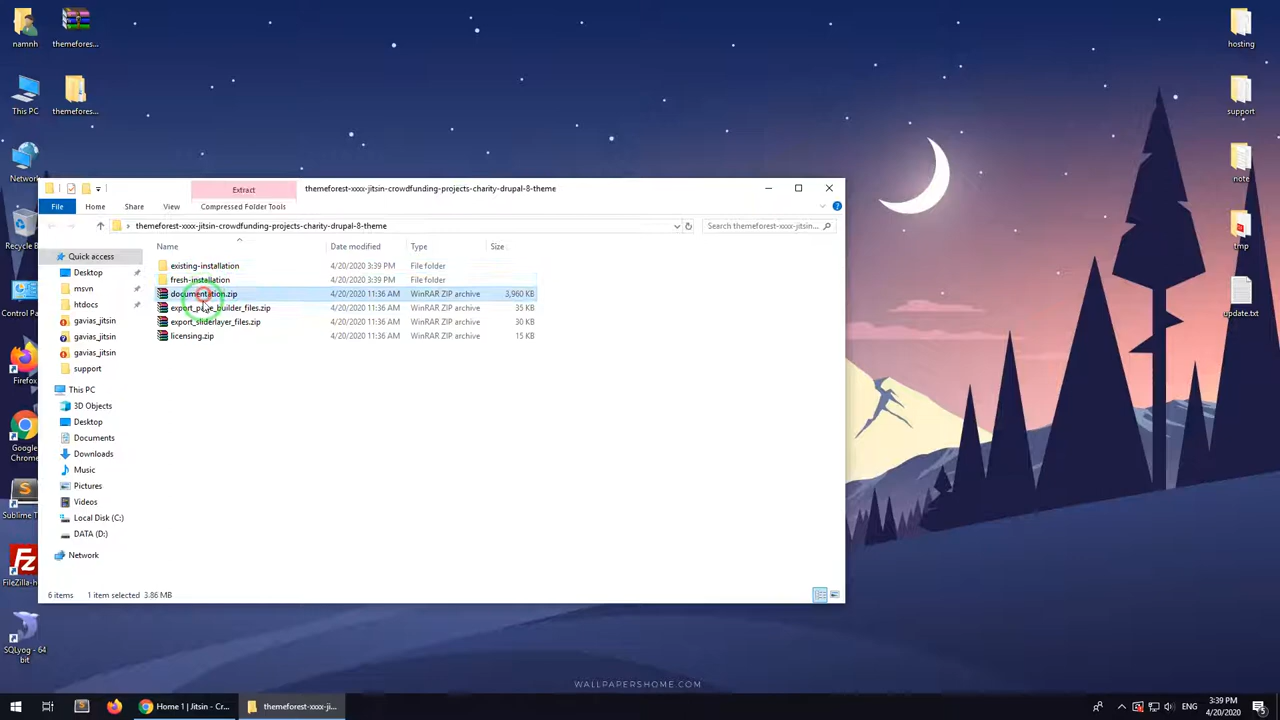 namnh
themefores...
hosting
This PC
themefores...
support
Network
note
Extract
themeforest-xxxx-jitsin-crowdfunding-projects-charity-drupal-8-theme
File
Home
Share
View
Compressed Folder Tools
Recycle B
themeforest-xxxx-jitsin-crowdfunding-projects-charity-drupal-8-theme
Search themeforest-xxxx-jitsin...
tmp
Name
Date modified
Type
Size
Quick access
existing-installation
4/20/2020 3:39 PM
File folder
Desktop
fresh-installation
4/20/2020 3:39 PM
File folder
msvn
documentation.zip
4/20/2020 11:36 AM
WinRAR ZIP archive
3,960 KB
htdocs
export_page_builder_files.zip
4/20/2020 11:36 AM
WinRAR ZIP archive
35 KB
Control Pa
update.txt
gavias_jitsin
export_sliderlayer_files.zip
4/20/2020 11:36 AM
WinRAR ZIP archive
30 KB
gavias_jitsin
licensing.zip
4/20/2020 11:36 AM
WinRAR ZIP archive
15 KB
gavias_jitsin
support
Firefox
This PC
3D Objects
Desktop
Documents
Google
Chrome
Downloads
Music
Pictures
Videos
Local Disk (C:)
Sublime T
DATA (D:)
Network
FileZilla-h
6 items
1 item selected
3.86 MB
SQLyog - 64
bit
WALLPAPERSHOME.COM
Home 1 | Jitsin - Cr...
themeforest-xxxx-ji...
ENG
3:39 PM
4/20/2020